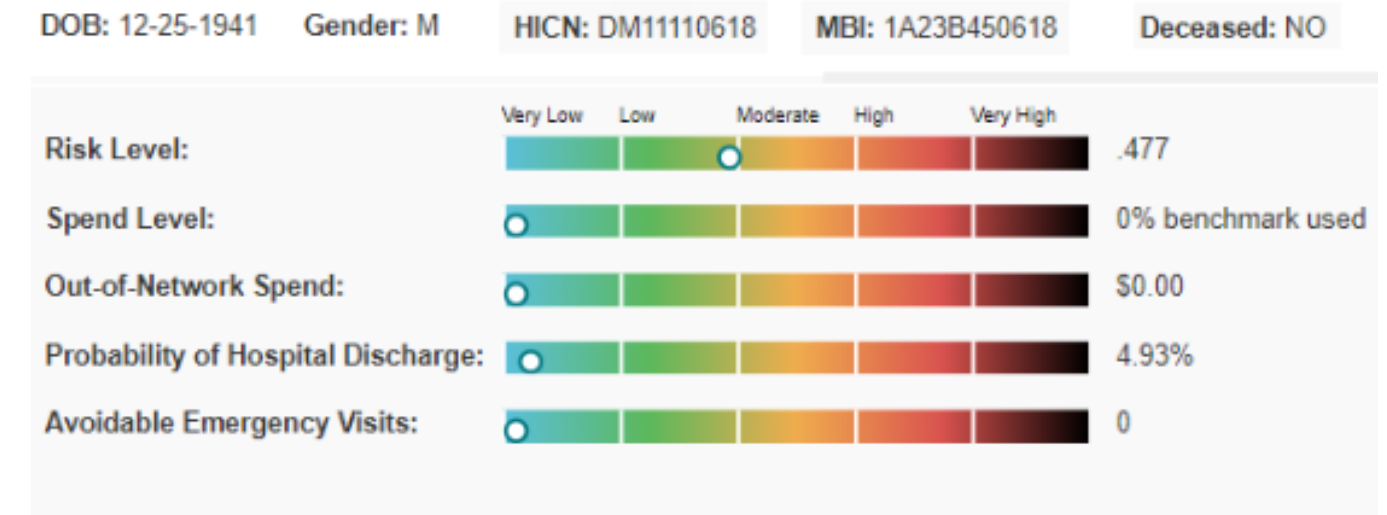 DOB: 12-25-1941 Gender: M HICN: DM11110618 MBI: 1A23B450618 Deceased: NO
Very Low Low Moderate High Very High
Risk Level: .477
Spend Level: 0% benchmark used
Out-of-Network Spend: $0.00
Probability of Hospital Discharge: 4.93%
Avoidable Emergency Visits: 0